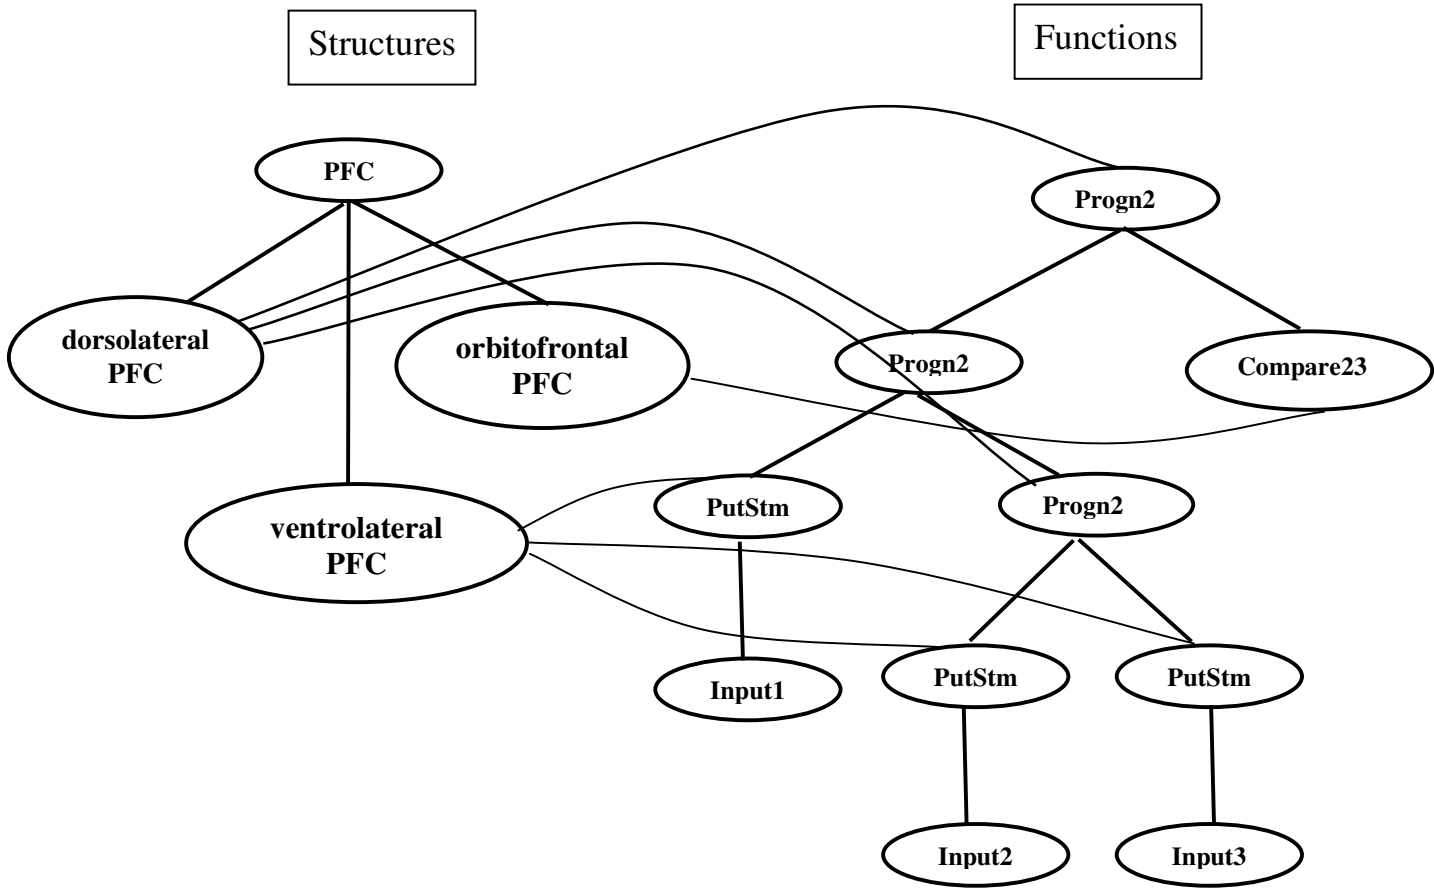 Structures
Functions
PFC
Progn2
dorsolateral
PFC
orbitofrontal
PFC
Progn2
Compare23
ventrolateral
PFC
PutStm
Progn2
Input1
PutStm
PutStm
Input2
Input3